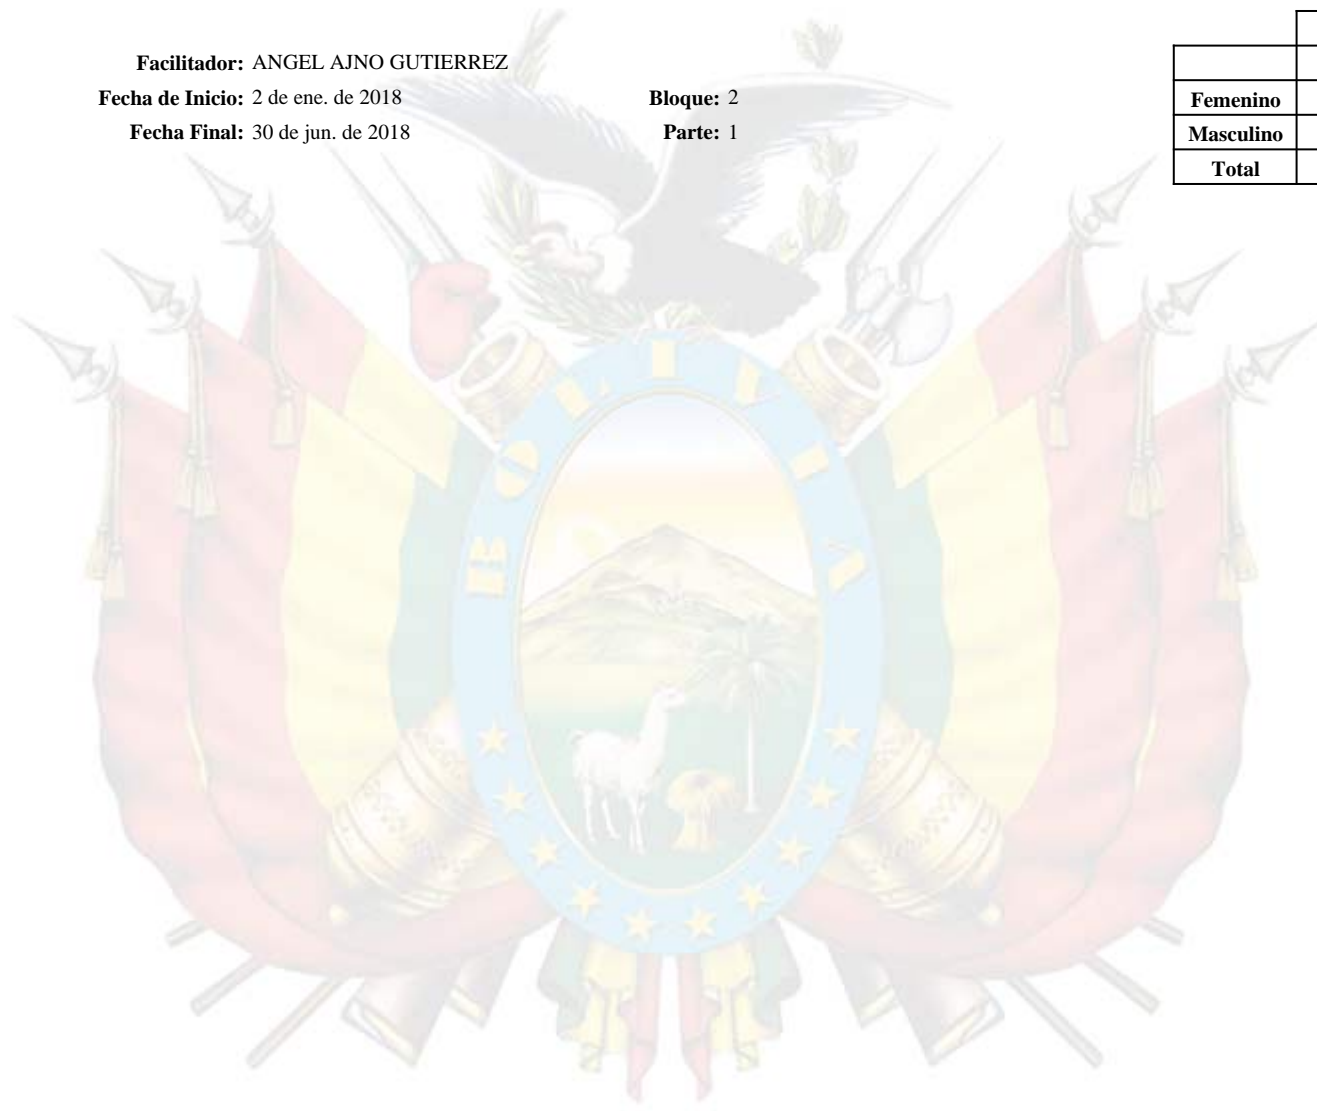 Facilitador: ANGEL AJNO GUTIERREZ
Fecha de Inicio: 2 de ene. de 2018 Bloque: 2
Fecha Final: 30 de jun. de 2018 Parte: 1
Femenino
Masculino
Total
BOLIVIA